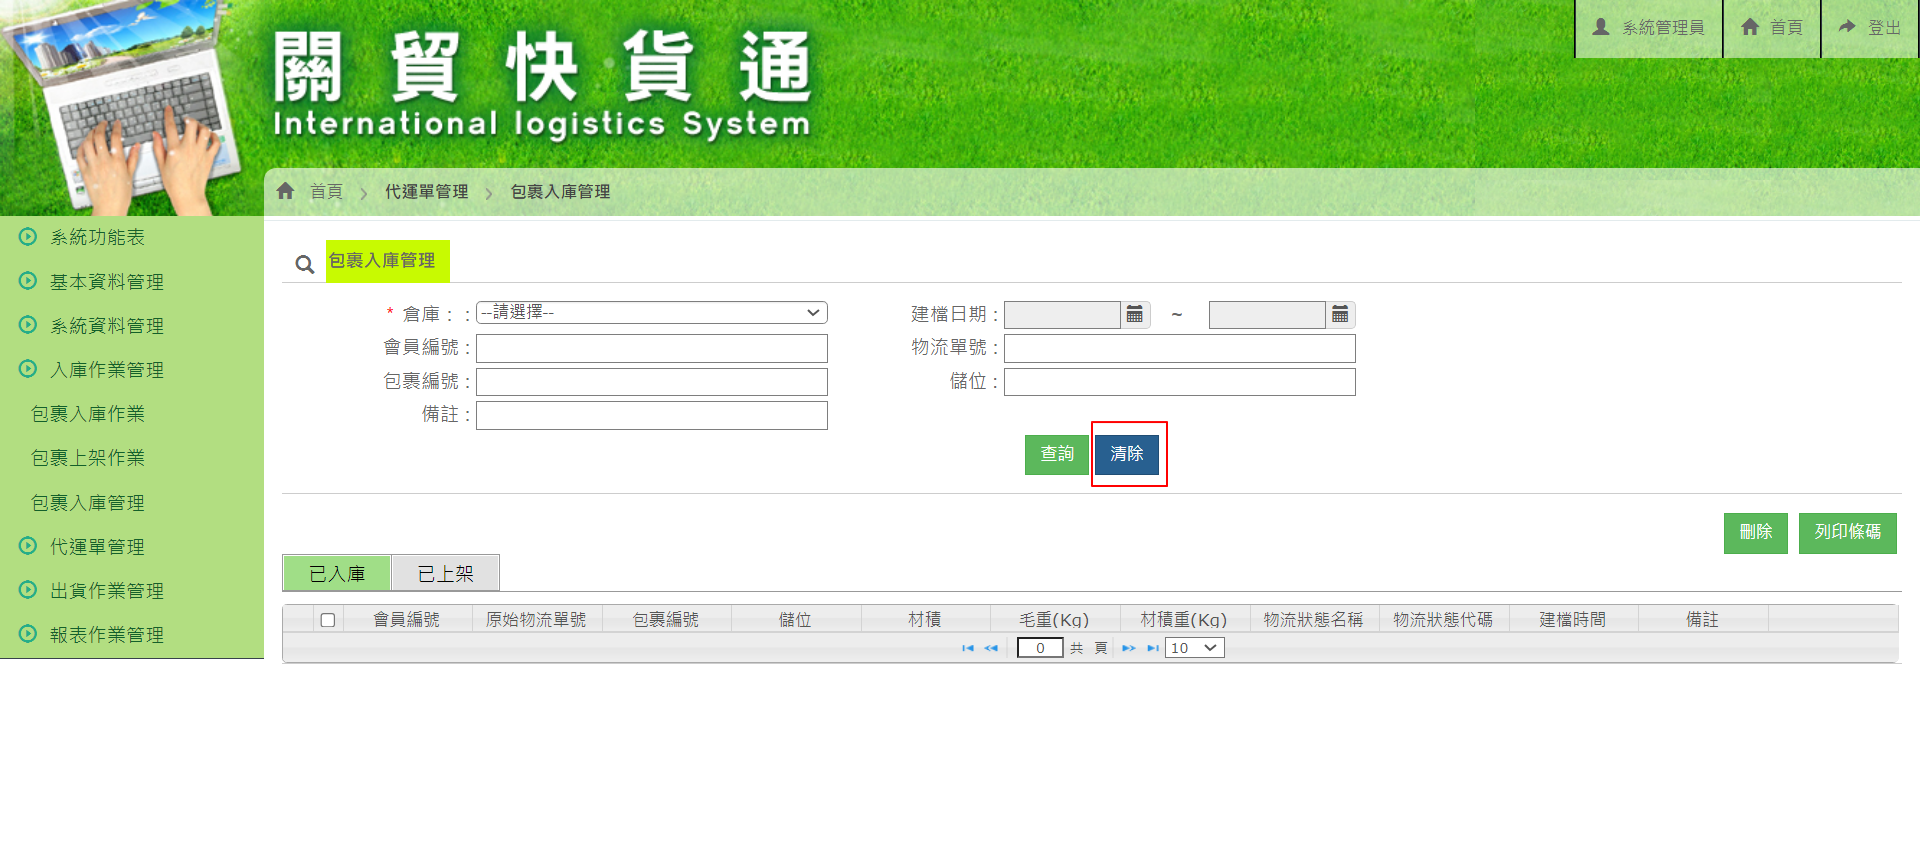 系統管理員 首頁 登出
關貿快貨通
International logistics System
首頁 > 代運單管理 > 包裹入庫管理
系統功能表
基本資料管理
系統資料管理
入庫作業管理
包裹入庫作業
包裹上架作業
包裹入庫管理
代運單管理
出貨作業管理
報表作業管理
包裹入庫管理
* 倉庫：: --請選擇-- 建檔日期: ~
會員編號: 物流單號:
包裹編號: 儲位:
備註:
查詢 清除
刪除 列印條碼
已入庫 已上架
會員編號 原始物流單號 包裹編號 儲位 材積 毛重(Kg) 材積重(Kg) 物流狀態名稱 物流狀態代碼 建檔時間 備註
0 共 頁 10